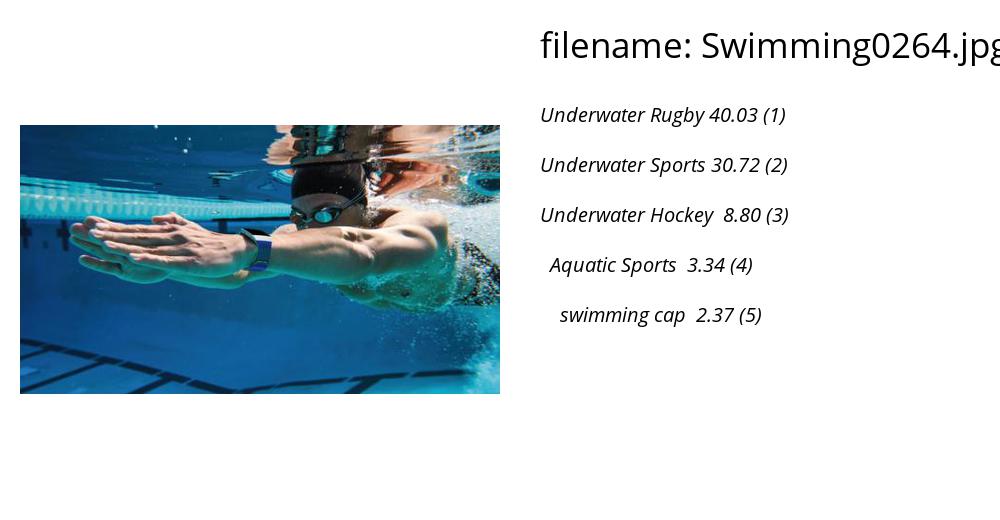 filename: Swimming0264.jpg
Underwater Rugby 40.03 (1)
Underwater Sports 30.72 (2)
Underwater Hockey 8.80 (3)
Aquatic Sports 3.34 (4)
swimming cap 2.37 (5)